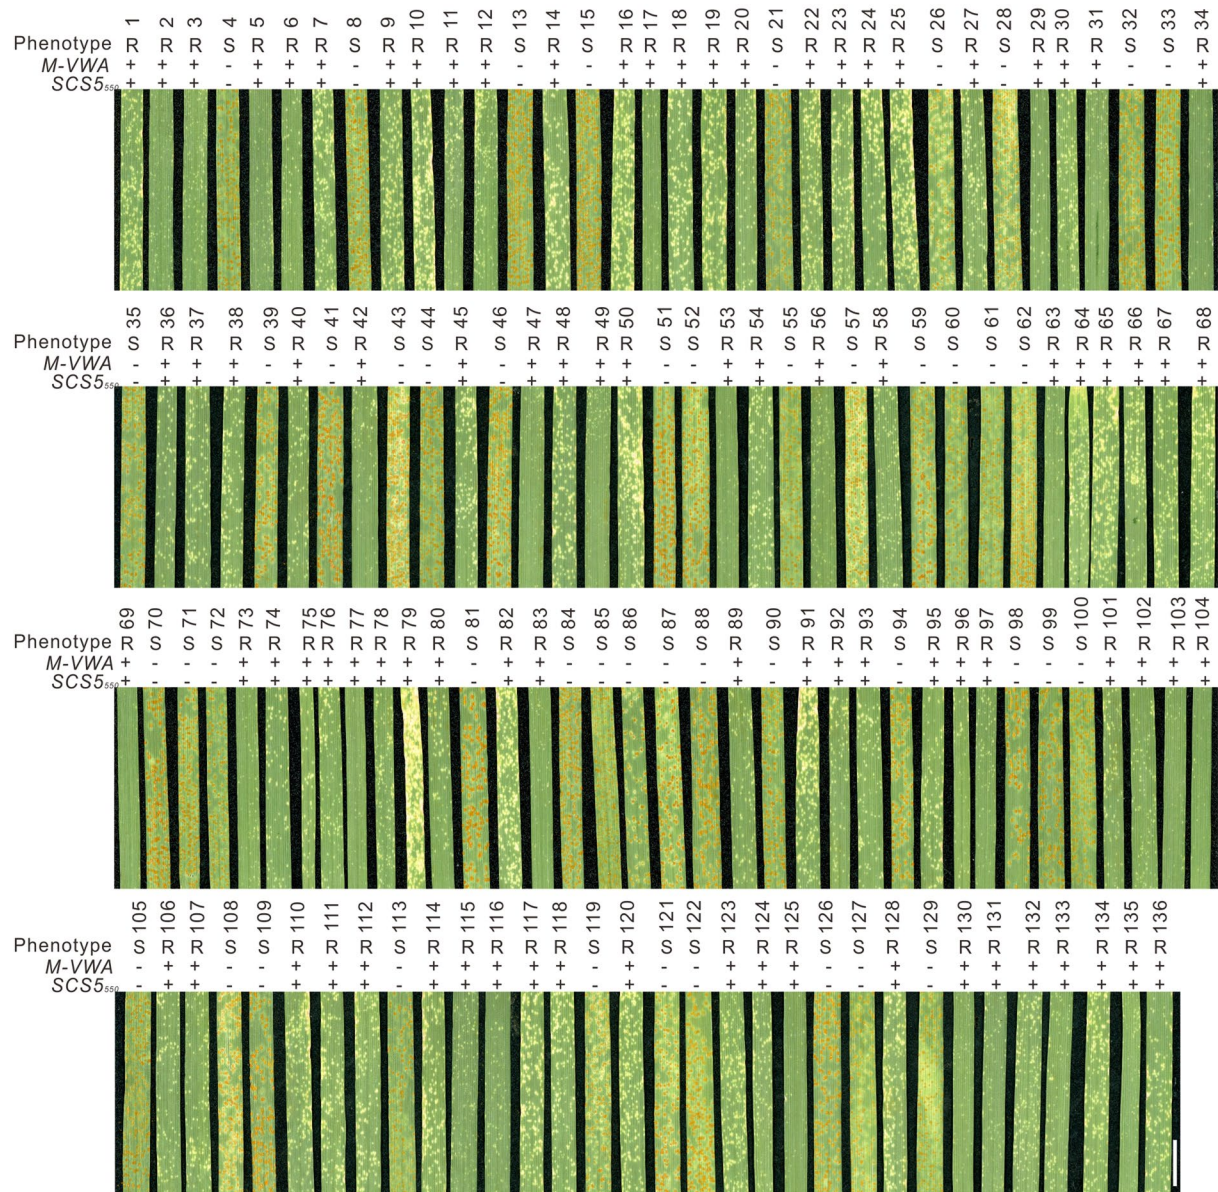 1 2 3 4 5 6 7 8 9 10 11 12 13 14 15 16 17 18 19 20 21 22 23 24 25 26 27 28 29 30 31 32 33 34
Phenotype R R R S R R R S R R R R S R S R R R R R S R R R R S R S R R R S S R
M-VWA + + + - + + + - + + + + - + - + + + + + - + + + + - + - + + + - - +
SCS5550 + + + - + + + - + + + + - + - + + + + + - + + + + - + - + + + - - +
35 36 37 38 39 40 41 42 43 44 45 46 47 48 49 50 51 52 53 54 55 56 57 58 59 60 61 62 63 64 65 66 67 68
Phenotype S R R R S R S R S S R S R R R R S S R R S R S R S S S S R R R R R R
M-VWA - + + + - + - + - - + - + + + + - - + + - + - + - - - - + + + + + +
SCS5550 - + + + - + - + - - + - + + + + - - + + - + - + - - - - + + + + + +
69 70 71 72 73 74 75 76 77 78 79 80 81 82 83 84 85 86 87 88 89 90 91 92 93 94 95 96 97 98 99 100 101 102 103 104
Phenotype R S S S R R R R R R R R S R R S S S S S R S R R R S R R R S S S R R R R
M-VWA + - - - + + + + + + + + - + + - - - - - + - + + + - + + + - - - + + + +
SCS5550 + - - - + + + + + + + + - + + - - - - - + - + + + - + + + - - - + + + +
105 106 107 108 109 110 111 112 113 114 115 116 117 118 119 120 121 122 123 124 125 126 127 128 129 130 131 132 133 134 135 136
Phenotype S R R S S R R R S R R R R R S R S S R R R S S R S R R R R R R R
M-VWA - + + - - + + + - + + + + + - + - - + + + - - + - + + + + + + +
SCS5550 - + + - - + + + - + + + + + - + - - + + + - - + - + + + + + + +